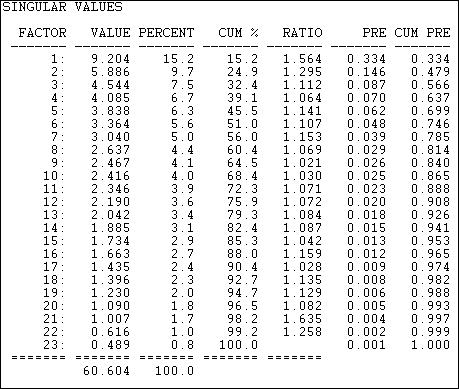 SINGULAR VALUES
FACTOR VALUE PERCENT CUM % RATIO PRE CUM PRE
======= ======= ======= ======= ======= ======= =======
1: 9.204 15.2 15.2 1.564 0.334 0.334
2: 5.886 9.7 24.9 1.295 0.146 0.479
3: 4.544 7.5 32.4 1.112 0.087 0.566
4: 4.085 6.7 39.1 1.064 0.070 0.637
5: 3.838 6.3 45.5 1.141 0.062 0.699
6: 3.364 5.6 51.0 1.107 0.048 0.746
7: 3.040 5.0 56.0 1.153 0.039 0.785
8: 2.637 4.4 60.4 1.069 0.029 0.814
9: 2.467 4.1 64.5 1.021 0.026 0.840
10: 2.416 4.0 68.4 1.030 0.025 0.865
11: 2.346 3.9 72.3 1.071 0.023 0.888
12: 2.190 3.6 75.9 1.072 0.020 0.908
13: 2.042 3.4 79.3 1.084 0.018 0.926
14: 1.885 3.1 82.4 1.087 0.015 0.941
15: 1.734 2.9 85.3 1.042 0.013 0.953
16: 1.663 2.7 88.0 1.159 0.012 0.965
17: 1.435 2.4 90.4 1.028 0.009 0.974
18: 1.396 2.3 92.7 1.135 0.008 0.982
19: 1.230 2.0 94.7 1.129 0.006 0.988
20: 1.090 1.8 96.5 1.082 0.005 0.993
21: 1.007 1.7 98.2 1.635 0.004 0.997
22: 0.616 1.0 99.2 1.258 0.002 0.999
23: 0.489 0.8 100.0 0.001 1.000
======= ======= ======= ======= =======
60.604 100.0